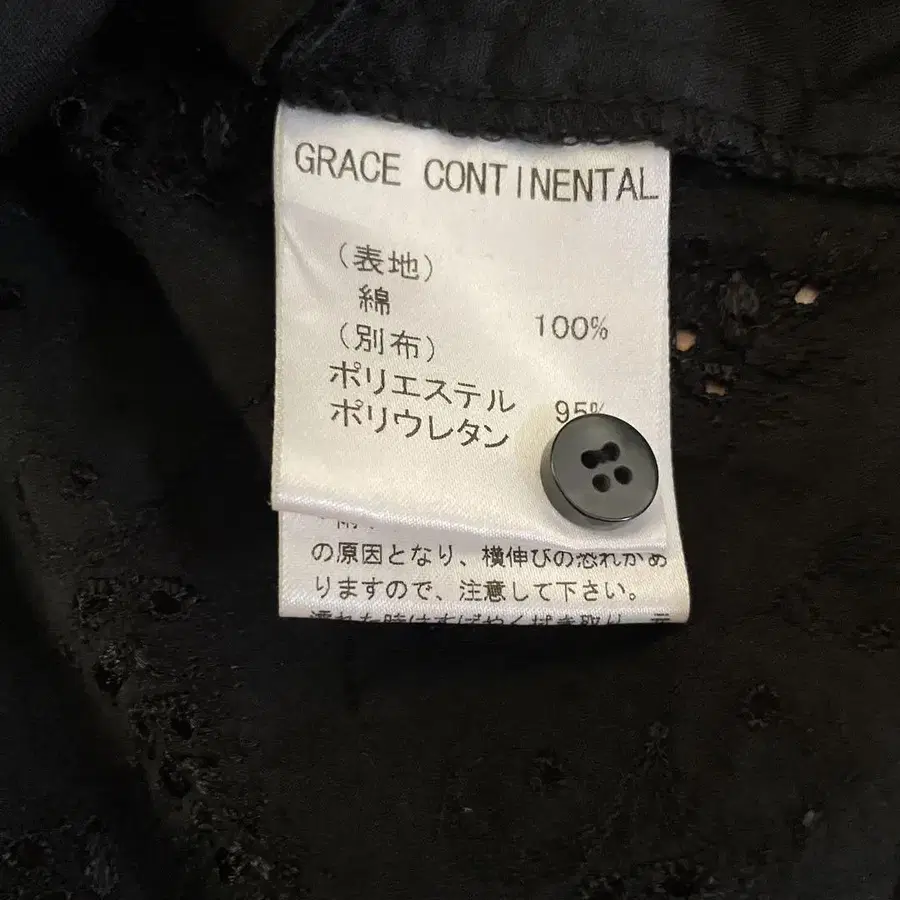 GRACE CONTINENTAL
（表地）
綿 100%
（別布）
ポリエステル 95%
ポリウレタン
の原因となり、横伸びの恐れがあ
りますので、注意して下さい。